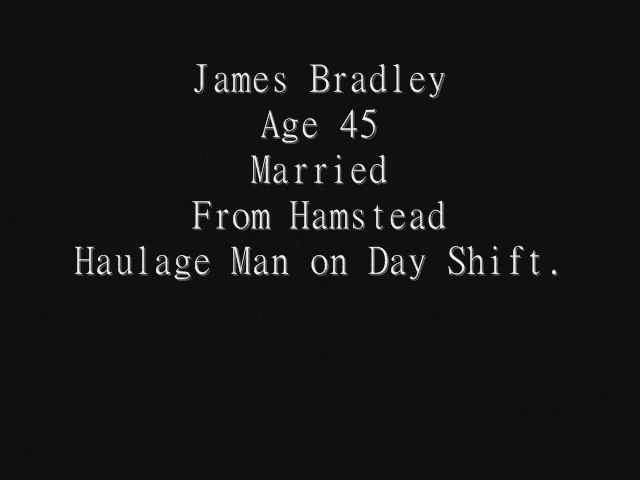 James Bradley
Age 45
Married
From Hamstead
Haulage Man on Day Shift.